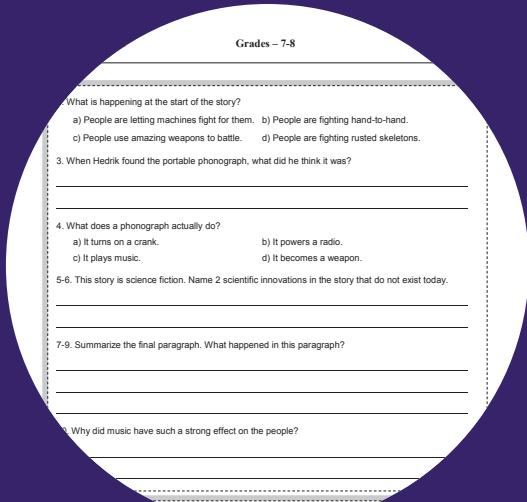 Grades – 7-8
. What is happening at the start of the story?
a) People are letting machines fight for them. b) People are fighting hand-to-hand.
c) People use amazing weapons to battle. d) People are fighting rusted skeletons.
3. When Hedrik found the portable phonograph, what did he think it was?
4. What does a phonograph actually do?
a) It turns on a crank. b) It powers a radio.
c) It plays music. d) It becomes a weapon.
5-6. This story is science fiction. Name 2 scientific innovations in the story that do not exist today.
7-9. Summarize the final paragraph. What happened in this paragraph?
. Why did music have such a strong effect on the people?